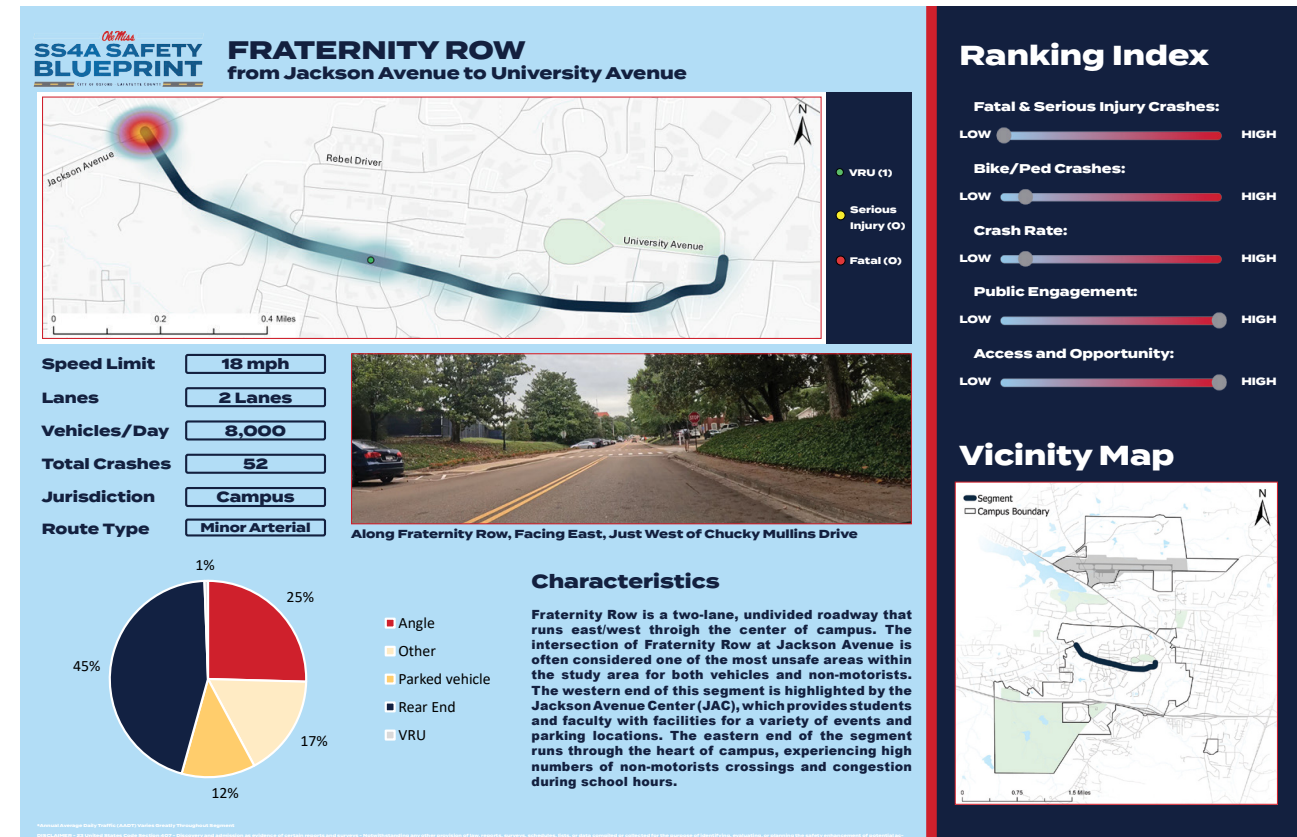 Ole Miss
SS4A SAFETY
BLUEPRINT
CITY OF OXFORD - LAFAYETTE COUNTY
FRATERNITY ROW
from Jackson Avenue to University Avenue
N
Jackson Avenue
Rebel Driver
University Avenue
0 0.2 0.4 Miles
VRU (1)
Serious
Injury (0)
Fatal (0)
Speed Limit 18 mph
Lanes 2 Lanes
Vehicles/Day 8,000
Total Crashes 52
Jurisdiction Campus
Route Type Minor Arterial
STOP
Along Fraternity Row, Facing East, Just West of Chucky Mullins Drive
1%
25%
45%
17%
12%
Angle
Other
Parked vehicle
Rear End
VRU
Characteristics
Fraternity Row is a two-lane, undivided roadway that
runs east/west throigh the center of campus. The
intersection of Fraternity Row at Jackson Avenue is
often considered one of the most unsafe areas within
the study area for both vehicles and non-motorists.
The western end of this segment is highlighted by the
Jackson Avenue Center (JAC), which provides students
and faculty with facilities for a variety of events and
parking locations. The eastern end of the segment
runs through the heart of campus, experiencing high
numbers of non-motorists crossings and congestion
during school hours.
Ranking Index
Fatal & Serious Injury Crashes:
LOW HIGH
Bike/Ped Crashes:
LOW HIGH
Crash Rate:
LOW HIGH
Public Engagement:
LOW HIGH
Access and Opportunity:
LOW HIGH
Vicinity Map
Segment
Campus Boundary
N
0 0.75 1.5 Miles
*Annual Average Daily Traffic (AADT) Varies Greatly Throughout Segment